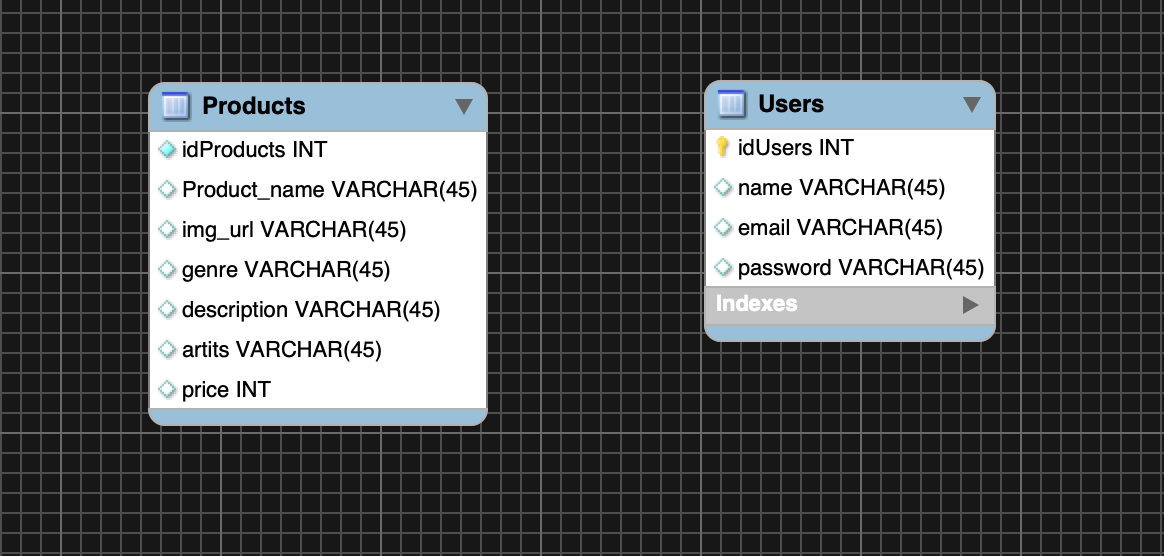 Products
idProducts INT
Product_name VARCHAR(45)
img_url VARCHAR(45)
genre VARCHAR(45)
description VARCHAR(45)
artits VARCHAR(45)
price INT
Users
idUsers INT
name VARCHAR(45)
email VARCHAR(45)
password VARCHAR(45)
Indexes